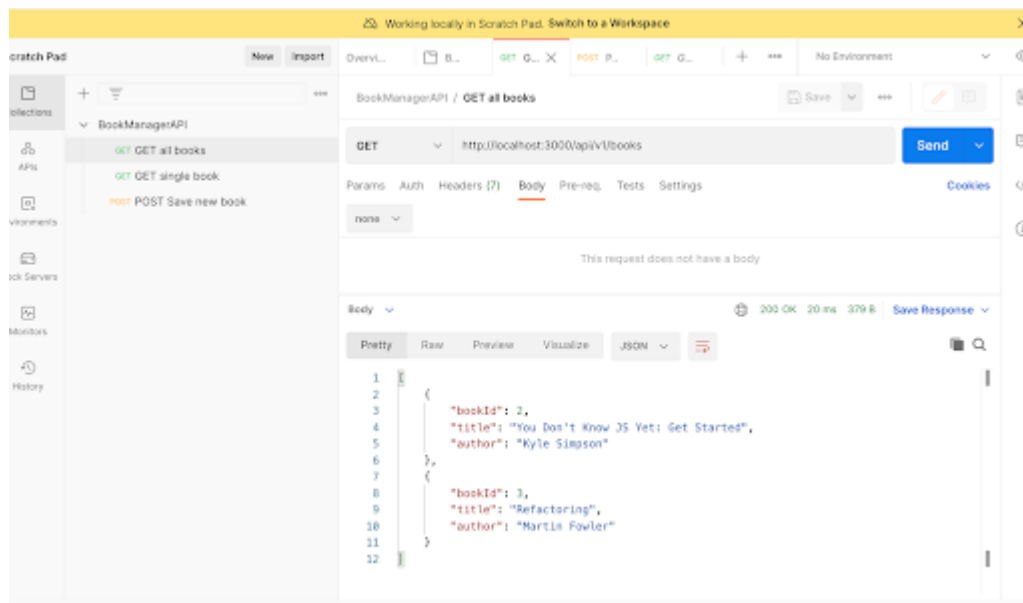 Working locally in Scratch Pad. Switch to a Workspace
cratch Pad
New
Import
Overvi...
B...
GET G...
POST P...
GET G...
No Environment
ollections
APIs
vironments
ock Servers
Monitors
History
BookManagerAPI
GET GET all books
GET GET single book
POST POST Save new book
BookManagerAPI / GET all books
Save
GET
http://localhost:3000/api/v1/books
Send
Params Auth Headers (7) Body Pre-req. Tests Settings
Cookies
none
This request does not have a body
Body
200 OK 20 ms 379 B Save Response
Pretty Raw Preview Visualize JSON
1 [
2 {
3 "bookId": 2,
4 "title": "You Don't Know JS Yet: Get Started",
5 "author": "Kyle Simpson"
6 },
7 {
8 "bookId": 3,
9 "title": "Refactoring",
10 "author": "Martin Fowler"
11 }
12 ]